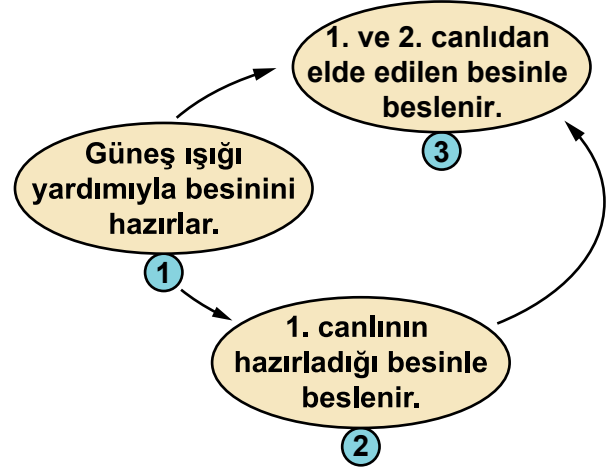 1. ve 2. canlıdan
elde edilen besinle
beslenir.
3
Güneş ışığı
yardımıyla besinini
hazırlar.
1
1. canlının
hazırladığı besinle
beslenir.
2